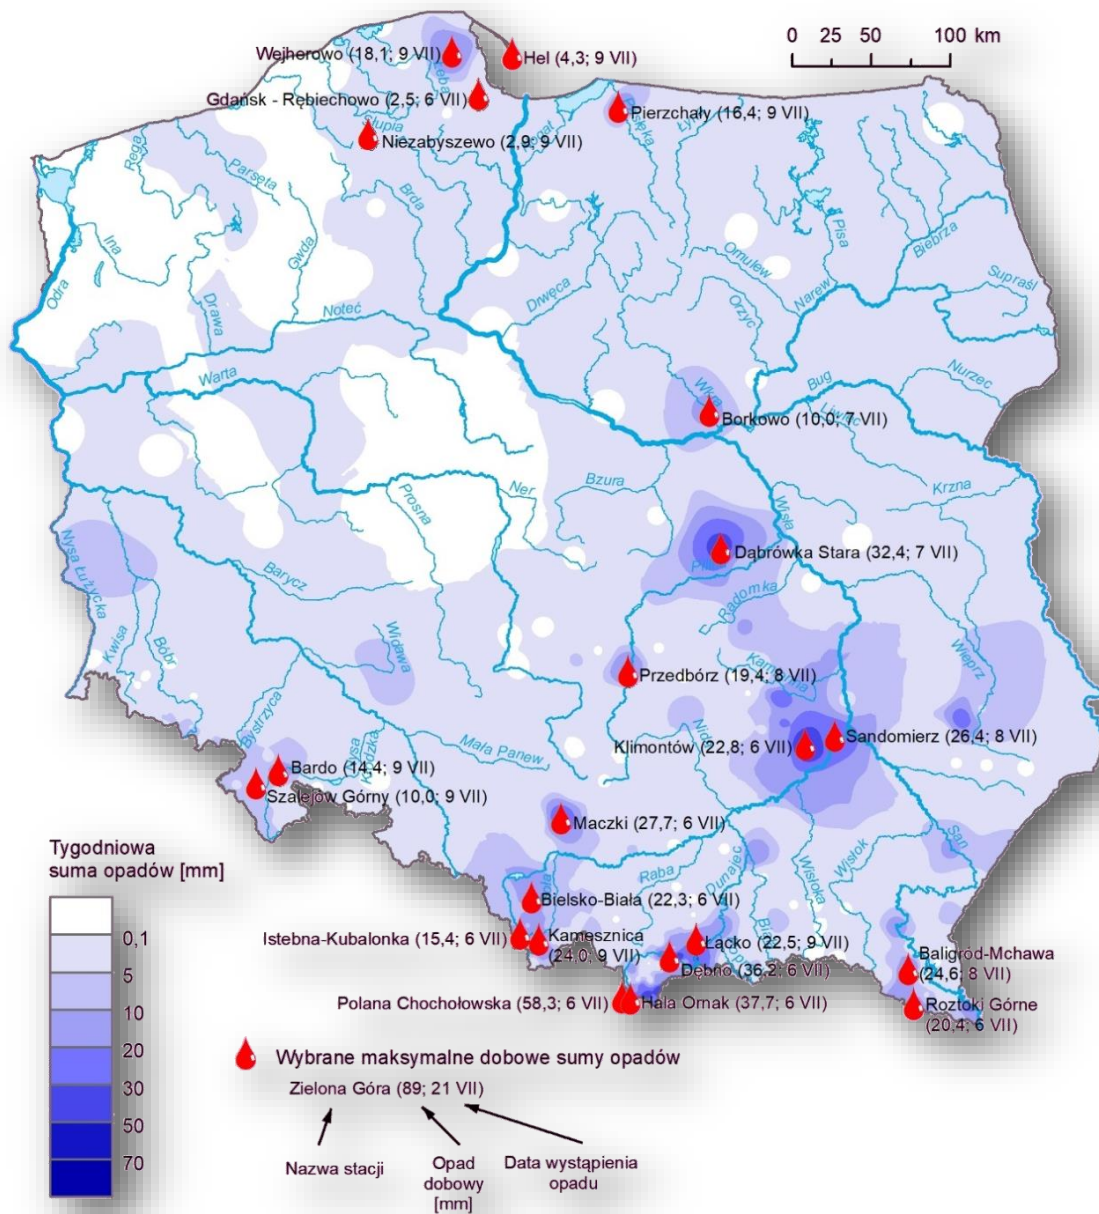 0 25 50 100 km
Wejherowo (18,1; 9 VII)
Hel (4,3; 9 VII)
Łeba
Gdańsk - Rębiechowo (2,5; 6 VII)
Pierzchały (16,4; 9 VII)
Słupia
Niezabyszewo (2,9; 9 VII)
Rega
Parsęta
Brda
Gwda
Pisa
Biebrza
Ina
Omulew
Supraśl
Odra
Drawa
Noteć
Drwęca
Orzyc
Narew
Warta
Wkra
Bug
Nurzec
Borkowo (10,0; 7 VII)
Liwiec
Prosna
Ner
Bzura
Wisła
Krzna
Nysa Łużycka
Dąbrówka Stara (32,4; 7 VII)
Barycz
Radomka
Kwisa
Bóbr
Widawa
Wieprz
Kamienna
Przedbórz (19,4; 8 VII)
Bystrzyca
Mała Panew
Nida
Klimontów (22,8; 6 VII)
Sandomierz (26,4; 8 VII)
Bardo (14,4; 9 VII)
Szalejów Górny (10,0; 9 VII)
Maczki (27,7; 6 VII)
San
Raba
Dunajec
Wisłoka
Wisłok
Bielsko-Biała (22,3; 6 VII)
Istebna-Kubalonka (15,4; 6 VII)
Kamesznica
(24,0; 9 VII)
Łącko (22,5; 9 VII)
Dębno (36,2; 6 VII)
Baligród-Mchawa
(24,6; 8 VII)
Polana Chochołowska (58,3; 6 VII)
Hala Ornak (37,7; 6 VII)
Roztoki Górne
(20,4; 6 VII)
Tygodniowa
suma opadów [mm]
0,1
5
10
20
30
50
70
Wybrane maksymalne dobowe sumy opadów
Zielona Góra (89; 21 VII)
Nazwa stacji
Opad
dobowy
[mm]
Data wystąpienia
opadu